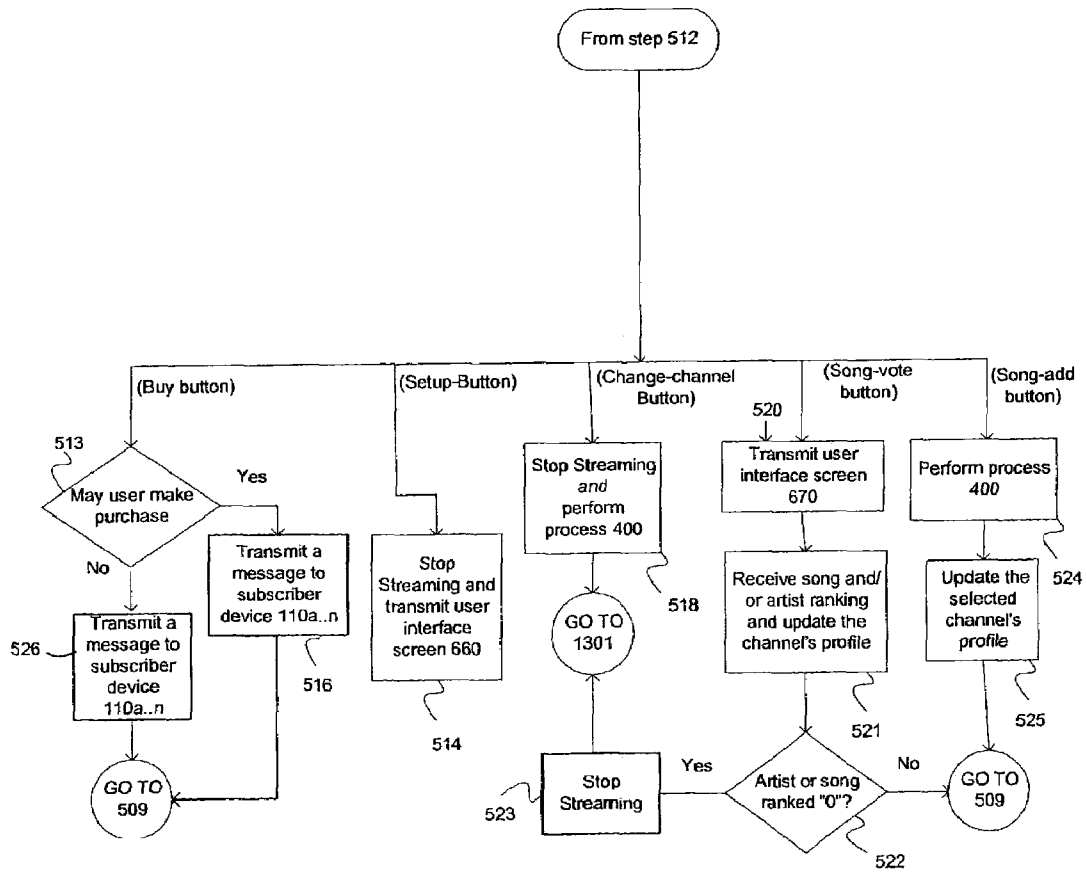 From step 512
(Buy button)
(Setup-Button)
(Change-channel
Button)
(Song-vote
button)
(Song-add
button)
513
May user make
purchase
Yes
No
Transmit a
message to
subscriber
device
110a..n
526
GO TO
509
Transmit a
message to
subscriber
device 110a..n
516
Stop
Streaming and
transmit user
interface
screen 660
514
Stop Streaming
and
perform
process 400
518
GO TO
1301
520
Transmit user
interface screen
670
Receive song and/
or artist ranking
and update the
channel's profile
521
Artist or song
ranked "0"?
522
Yes
No
Stop
Streaming
523
Perform process
400
524
Update the
selected
channel's
profile
525
GO TO
509